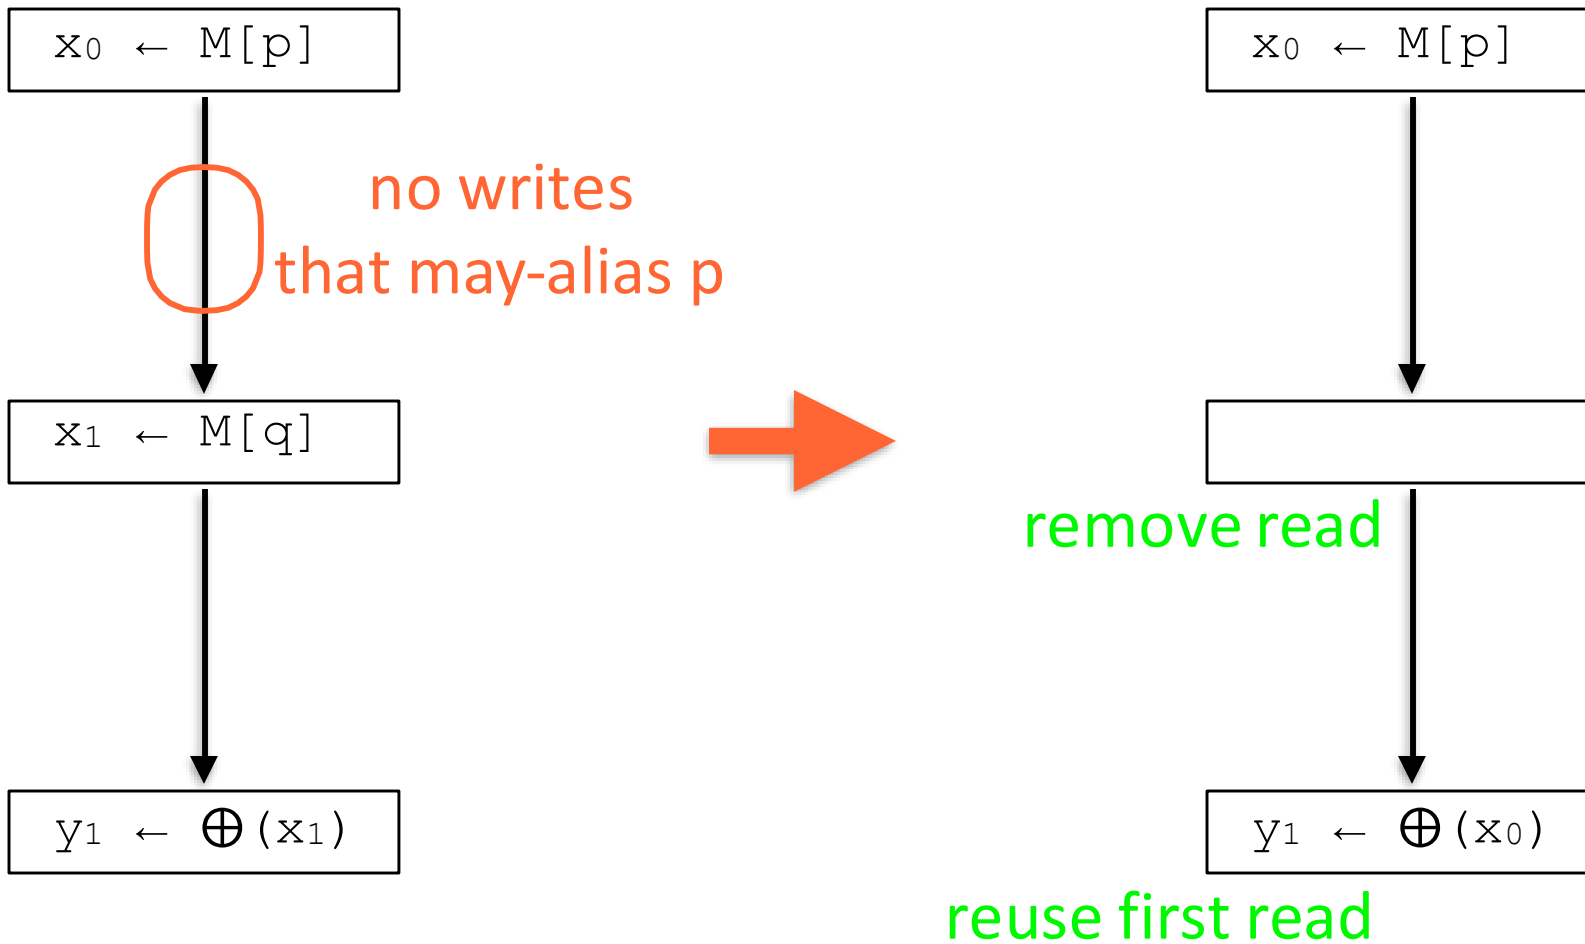 x₀ ← M[p]
no writes
that may-alias p
x₁ ← M[q]
y₁ ← ⊕(x₁)
x₀ ← M[p]
remove read
y₁ ← ⊕(x₀)
reuse first read